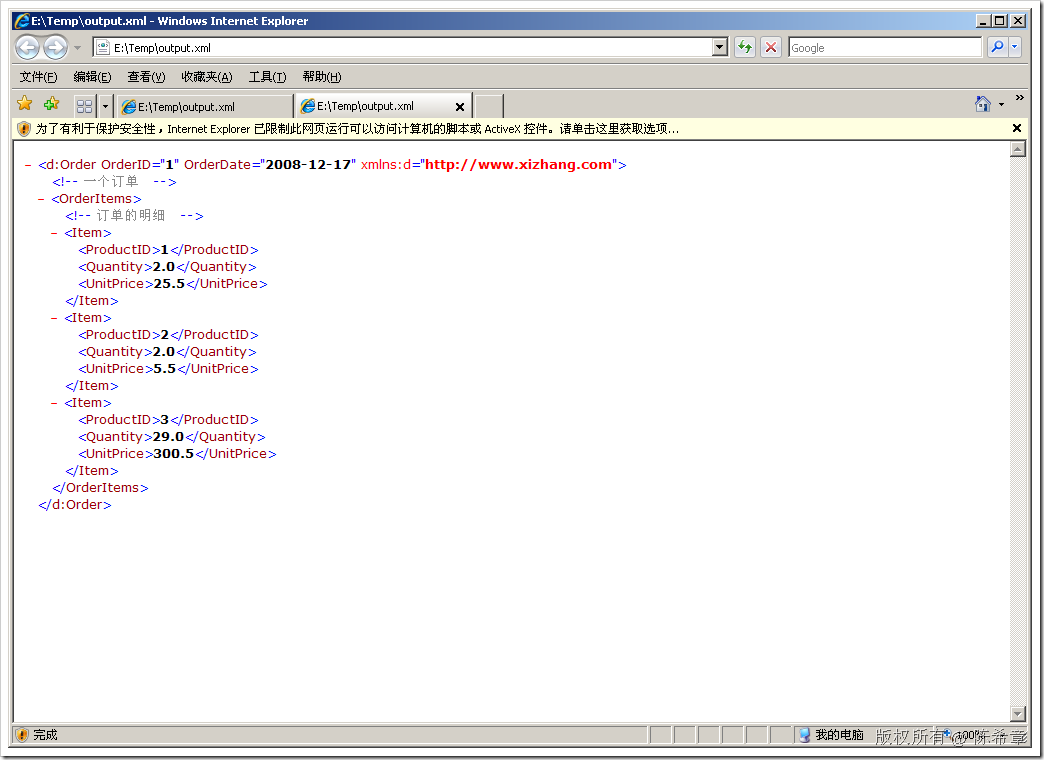 E:\Temp\output.xml - Windows Internet Explorer
E:\Temp\output.xml
Google
文件(F) 编辑(E) 查看(V) 收藏夹(A) 工具(T) 帮助(H)
E:\Temp\output.xml E:\Temp\output.xml
为了有利于保护安全性，Internet Explorer 已限制此网页运行可以访问计算机的脚本或 ActiveX 控件。请单击这里获取选项...
- <d:Order OrderID="1" OrderDate="2008-12-17" xmlns:d="http://www.xizhang.com">
<!-- 一个订单 -->
- <OrderItems>
<!-- 订单的明细 -->
- <Item>
<ProductID>1</ProductID>
<Quantity>2.0</Quantity>
<UnitPrice>25.5</UnitPrice>
</Item>
- <Item>
<ProductID>2</ProductID>
<Quantity>2.0</Quantity>
<UnitPrice>5.5</UnitPrice>
</Item>
- <Item>
<ProductID>3</ProductID>
<Quantity>29.0</Quantity>
<UnitPrice>300.5</UnitPrice>
</Item>
</OrderItems>
</d:Order>
完成 我的电脑 100%
版权所有 @ 陈希章